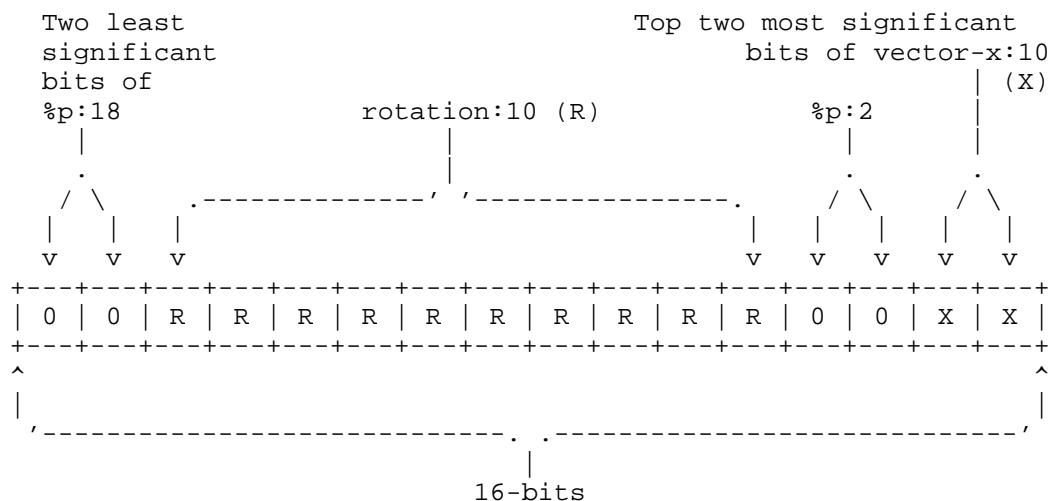 Two least Top two most significant
significant bits of vector-x:10
bits of (X)
%p:18 rotation:10 (R) %p:2
v v v v v v v v
| 0 | 0 | R | R | R | R | R | R | R | R | R | R | 0 | 0 | X | X |
16-bits